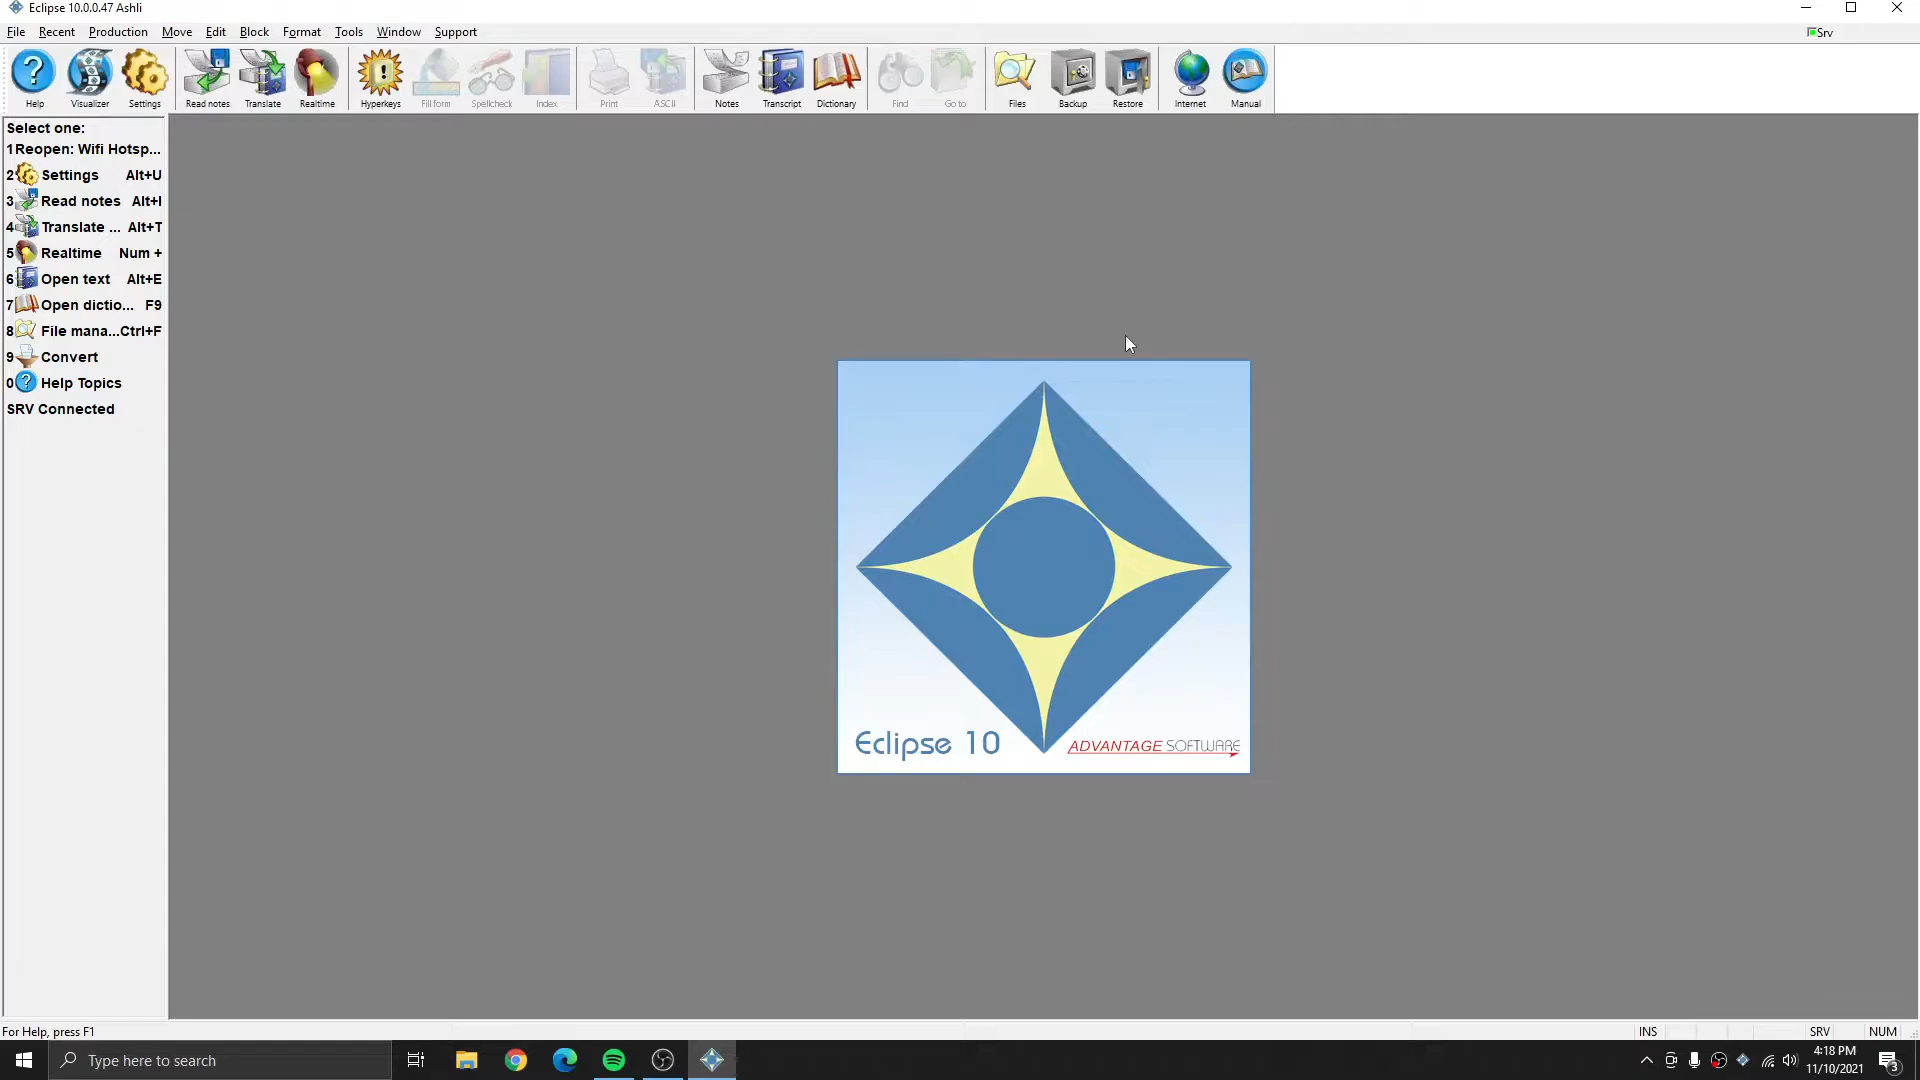 Eclipse 10.0.0.47 Ashli
File Recent Production Move Edit Block Format Tools Window Support
Srv
Help Visualizer Settings Read notes Translate Realtime Hyperkeys Fill form Spellcheck Index Print ASCII Notes Transcript Dictionary Find Go to Files Backup Restore Internet Manual
Select one:
1 Reopen: Wifi Hotsp...
2 Settings Alt+U
3 Read notes Alt+I
4 Translate ... Alt+T
5 Realtime Num +
6 Open text Alt+E
7 Open dictio... F9
8 File mana... Ctrl+F
9 Convert
0 Help Topics
SRV Connected
Eclipse 10 ADVANTAGE SOFTWARE
For Help, press F1 INS SRV NUM
Type here to search
4:18 PM
11/10/2021
3